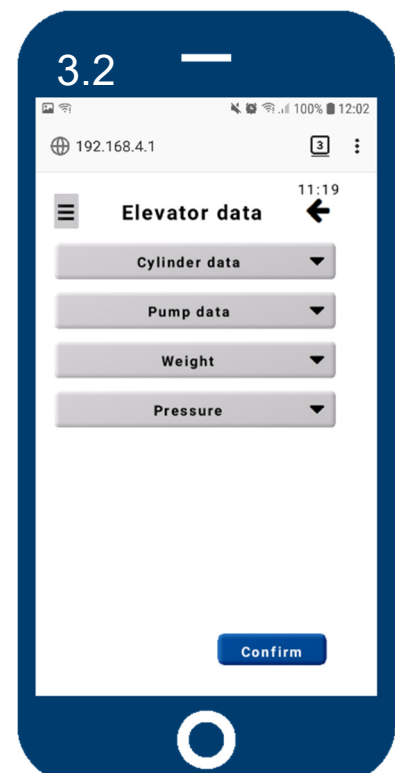 3.2
100% 12:02
192.168.4.1 3
11:19
Elevator data
Cylinder data
Pump data
Weight
Pressure
Confirm